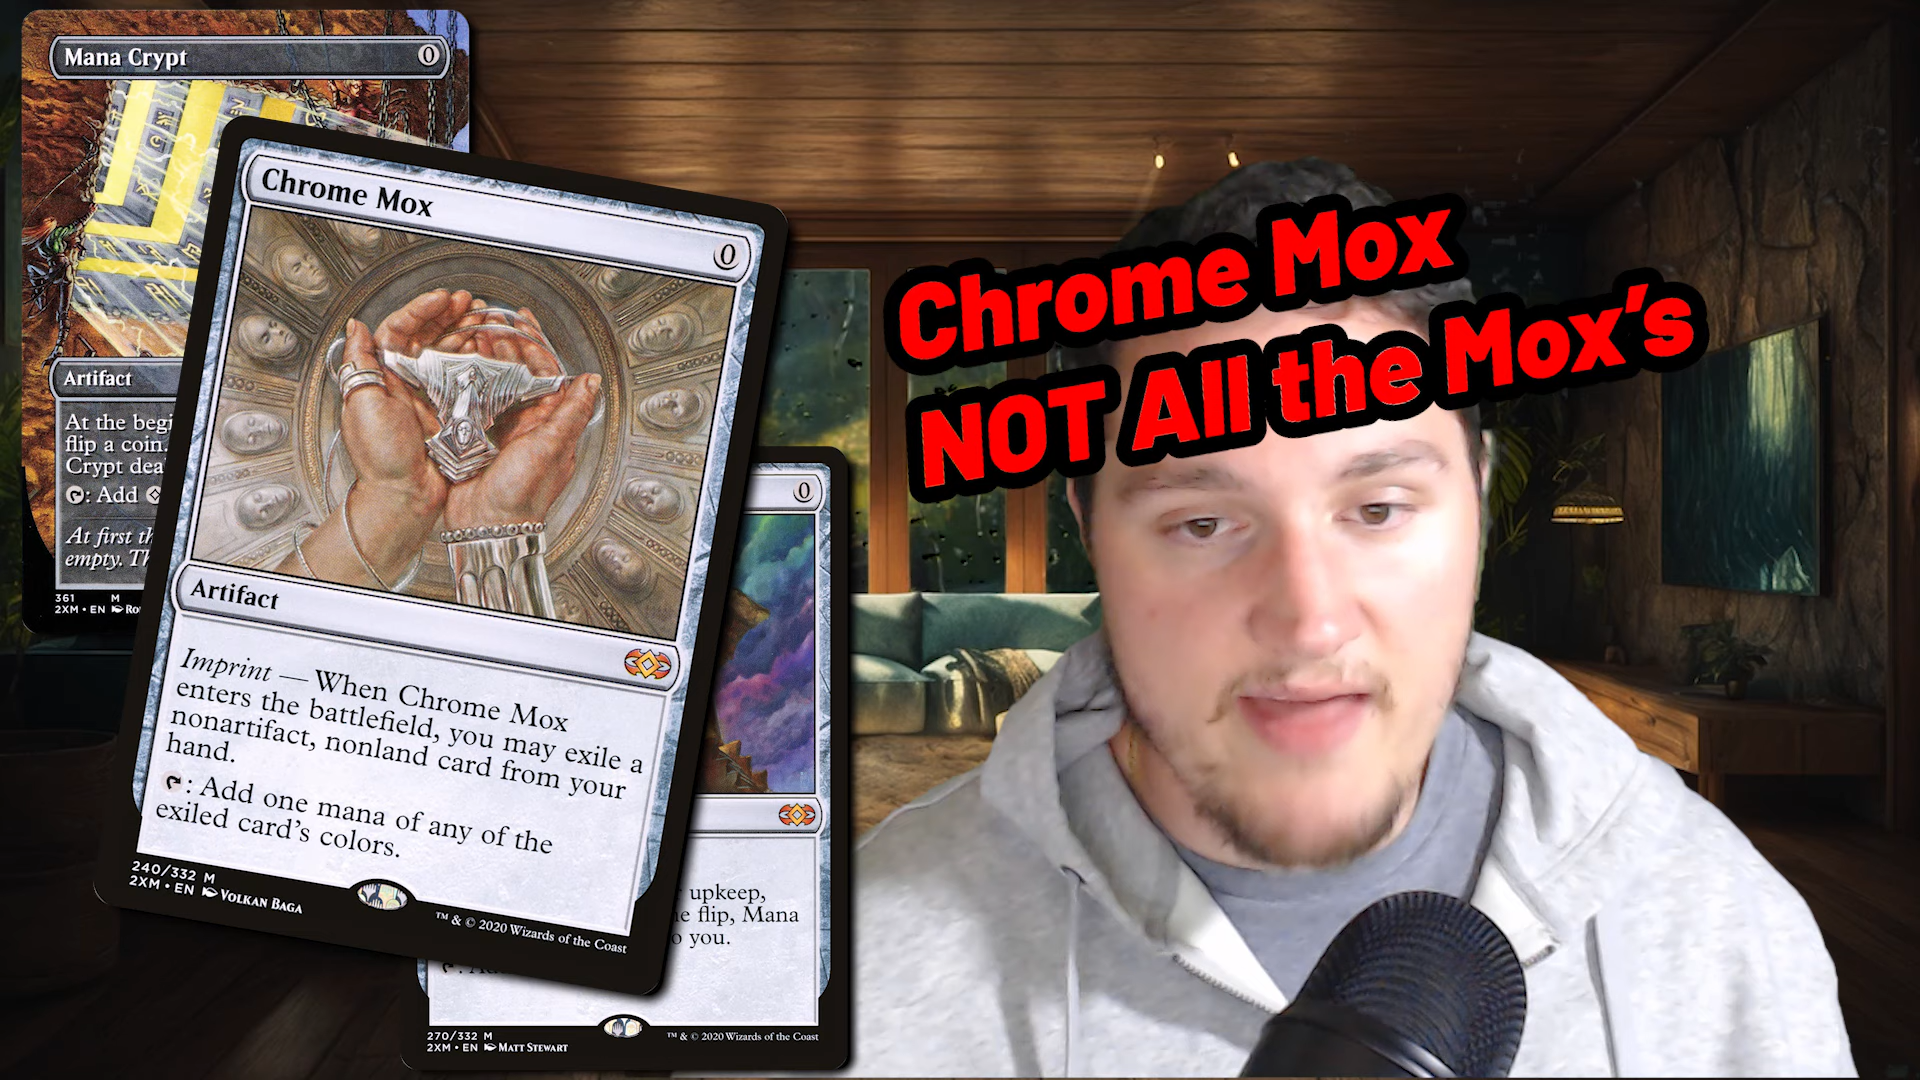 Mana Crypt 0
Artifact
At the begi
flip a coin.
Crypt dea
: Add
At first th
empty. Th
361 M
2XM • EN Ro
Chrome Mox 0
Artifact
Imprint — When Chrome Mox
enters the battlefield, you may exile a
nonartifact, nonland card from your
hand.
: Add one mana of any of the
exiled card's colors.
240/332 M
2XM • EN VOLKAN BAGA
™ & © 2020 Wizards of the Coast
0
upkeep,
e flip, Mana
o you.
270/332 M
2XM • EN MATT STEWART
™ & © 2020 Wizards of the Coast
Chrome Mox
NOT All the Mox's